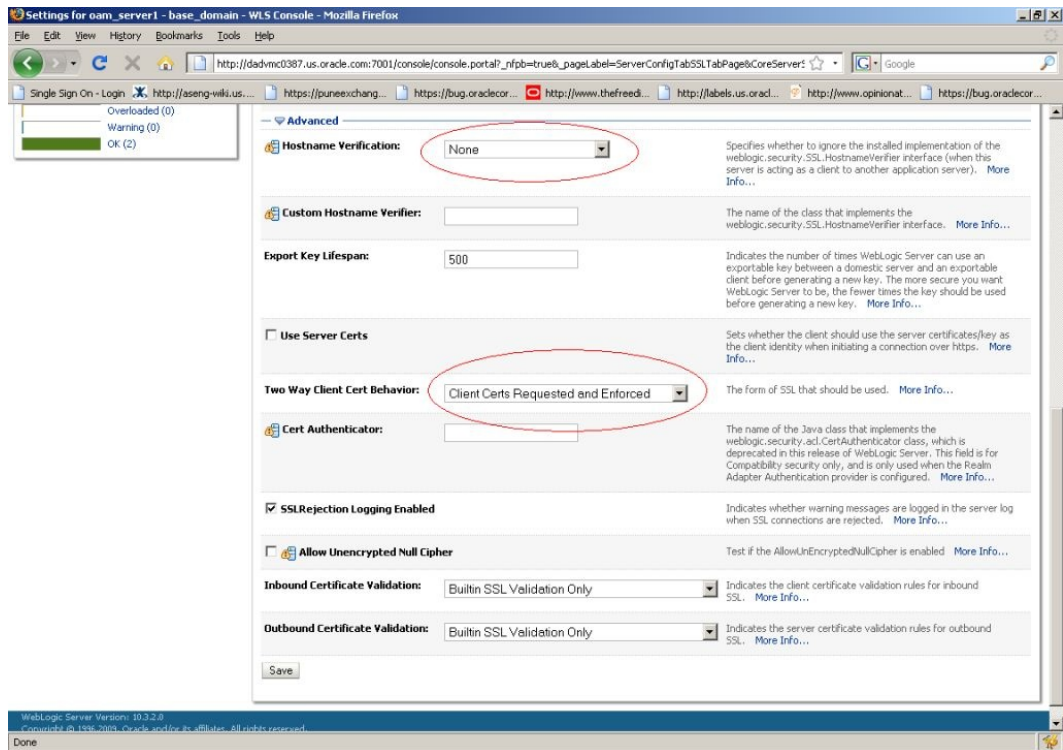 Settings for oam_server1 - base_domain - WLS Console - Mozilla Firefox
File Edit View History Bookmarks Tools Help
http://dadvmc0387.us.oracle.com:7001/console/console.portal?_nfpb=true&_pageLabel=ServerConfigTabSSLTabPage&CoreServerS
Google
Single Sign On - Login http://aseng-wiki.us.... https://puneexchang... https://bug.oraclecor... http://www.thefreedi... http://labels.us.oracl... http://www.opinionat... https://bug.oraclecor...
Overloaded (0)
Warning (0)
OK (2)
Advanced
Hostname Verification:
None
Specifies whether to ignore the installed implementation of the
weblogic.security.SSL.HostnameVerifier interface (when this
server is acting as a client to another application server). More
Info...
Custom Hostname Verifier:
The name of the class that implements the
weblogic.security.SSL.HostnameVerifier interface. More Info...
Export Key Lifespan:
500
Indicates the number of times WebLogic Server can use an
exportable key between a domestic server and an exportable
client before generating a new key. The more secure you want
WebLogic Server to be, the fewer times the key should be used
before generating a new key. More Info...
Use Server Certs
Sets whether the client should use the server certificates/key as
the client identity when initiating a connection over https. More
Info...
Two Way Client Cert Behavior:
Client Certs Requested and Enforced
The form of SSL that should be used. More Info...
Cert Authenticator:
The name of the Java class that implements the
weblogic.security.acl.CertAuthenticator class, which is
deprecated in this release of WebLogic Server. This field is for
Compatibility security only, and is only used when the Realm
Adapter Authentication provider is configured. More Info...
SSLRejection Logging Enabled
Indicates whether warning messages are logged in the server log
when SSL connections are rejected. More Info...
Allow Unencrypted Null Cipher
Test if the AllowUnEncryptedNullCipher is enabled More Info...
Inbound Certificate Validation:
Builtin SSL Validation Only
Indicates the client certificate validation rules for inbound
SSL. More Info...
Outbound Certificate Validation:
Builtin SSL Validation Only
Indicates the server certificate validation rules for outbound
SSL. More Info...
Save
WebLogic Server Version: 10.3.2.0
Copyright © 1996-2009, Oracle and/or its affiliates. All rights reserved.
Done